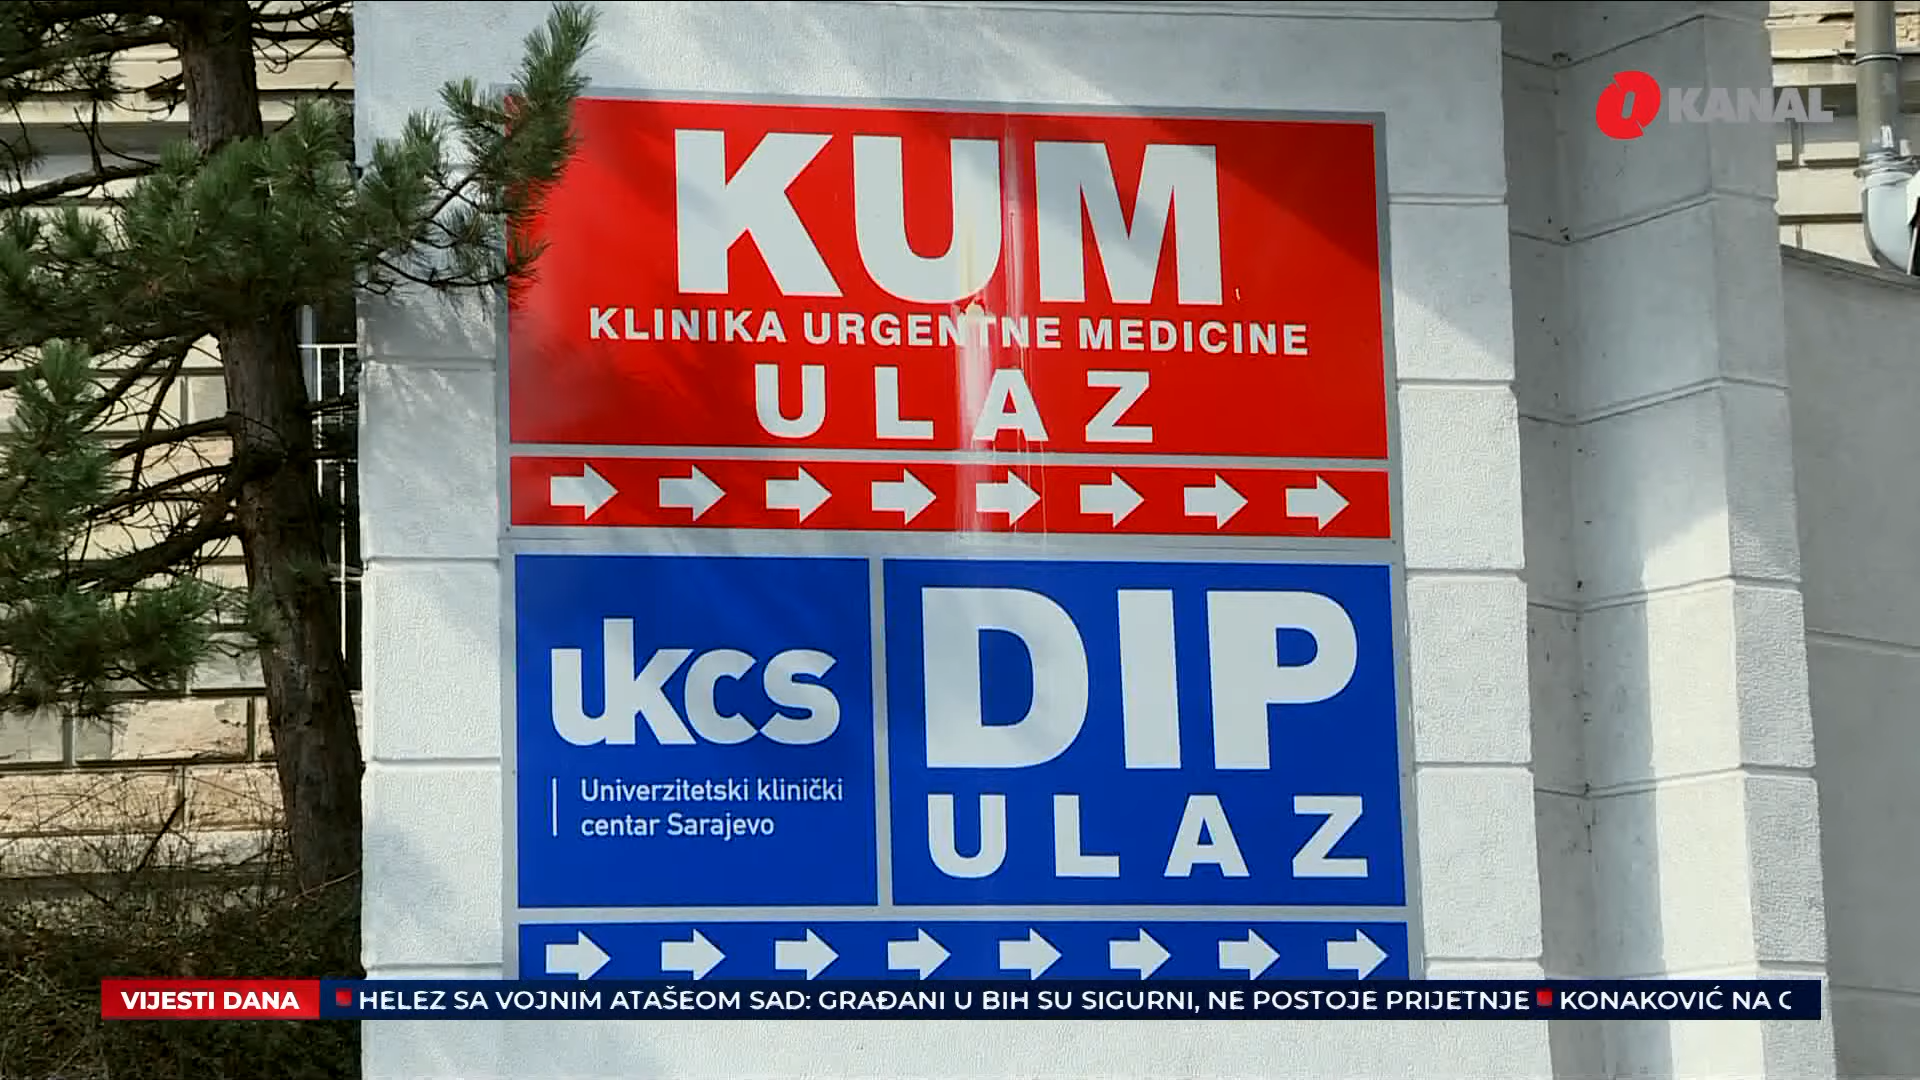 O KANAL
KUM
KLINIKA URGENTNE MEDICINE
ULAZ
ukcs
Univerzitetski klinički
centar Sarajevo
DIP
ULAZ
VIJESTI DANA
HELEZ SA VOJNIM ATAŠEOM SAD: GRAĐANI U BIH SU SIGURNI, NE POSTOJE PRIJETNJE
KONAKOVIĆ NA